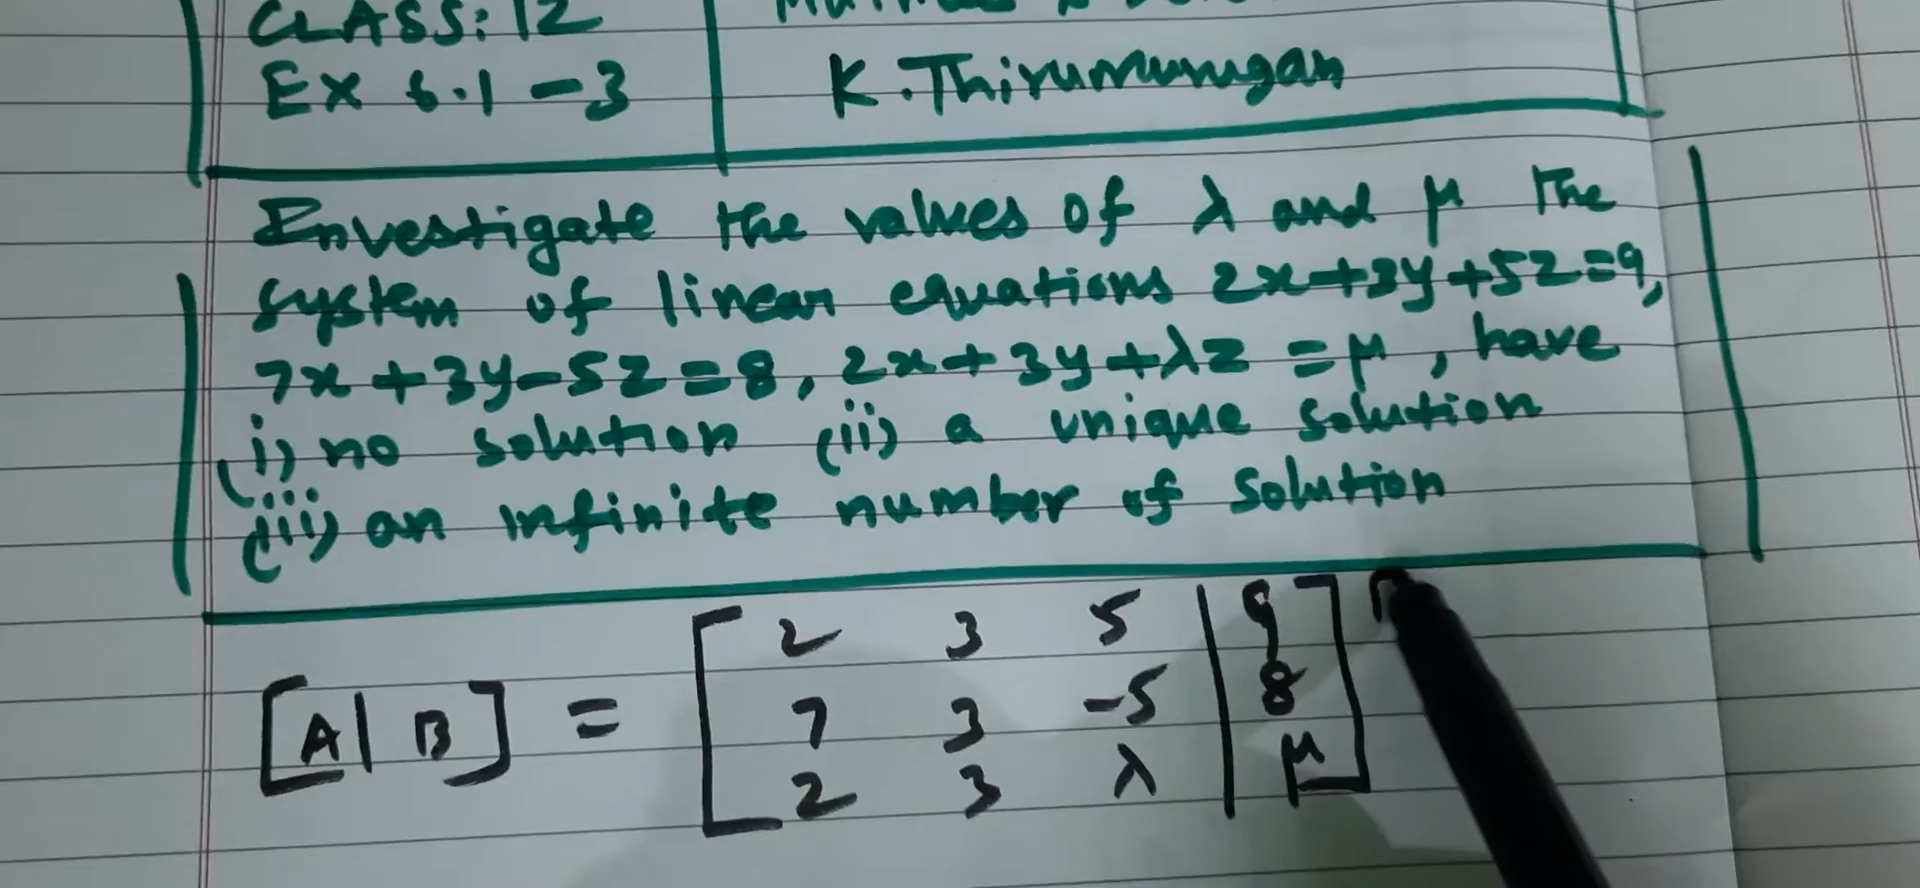 CLASS: 12
EX 6.1 - 3
K. Thirumurugan
Investigate the values of λ and μ the
system of linear equations 2x+3y+5z=9,
7x+3y-5z=8, 2x+3y+λz=μ, have
(i) no solution (ii) a unique solution
(iii) an infinite number of solution
2 3 5 | 9
[A|B] = 7 3 -5 | 8
2 3 λ | μ